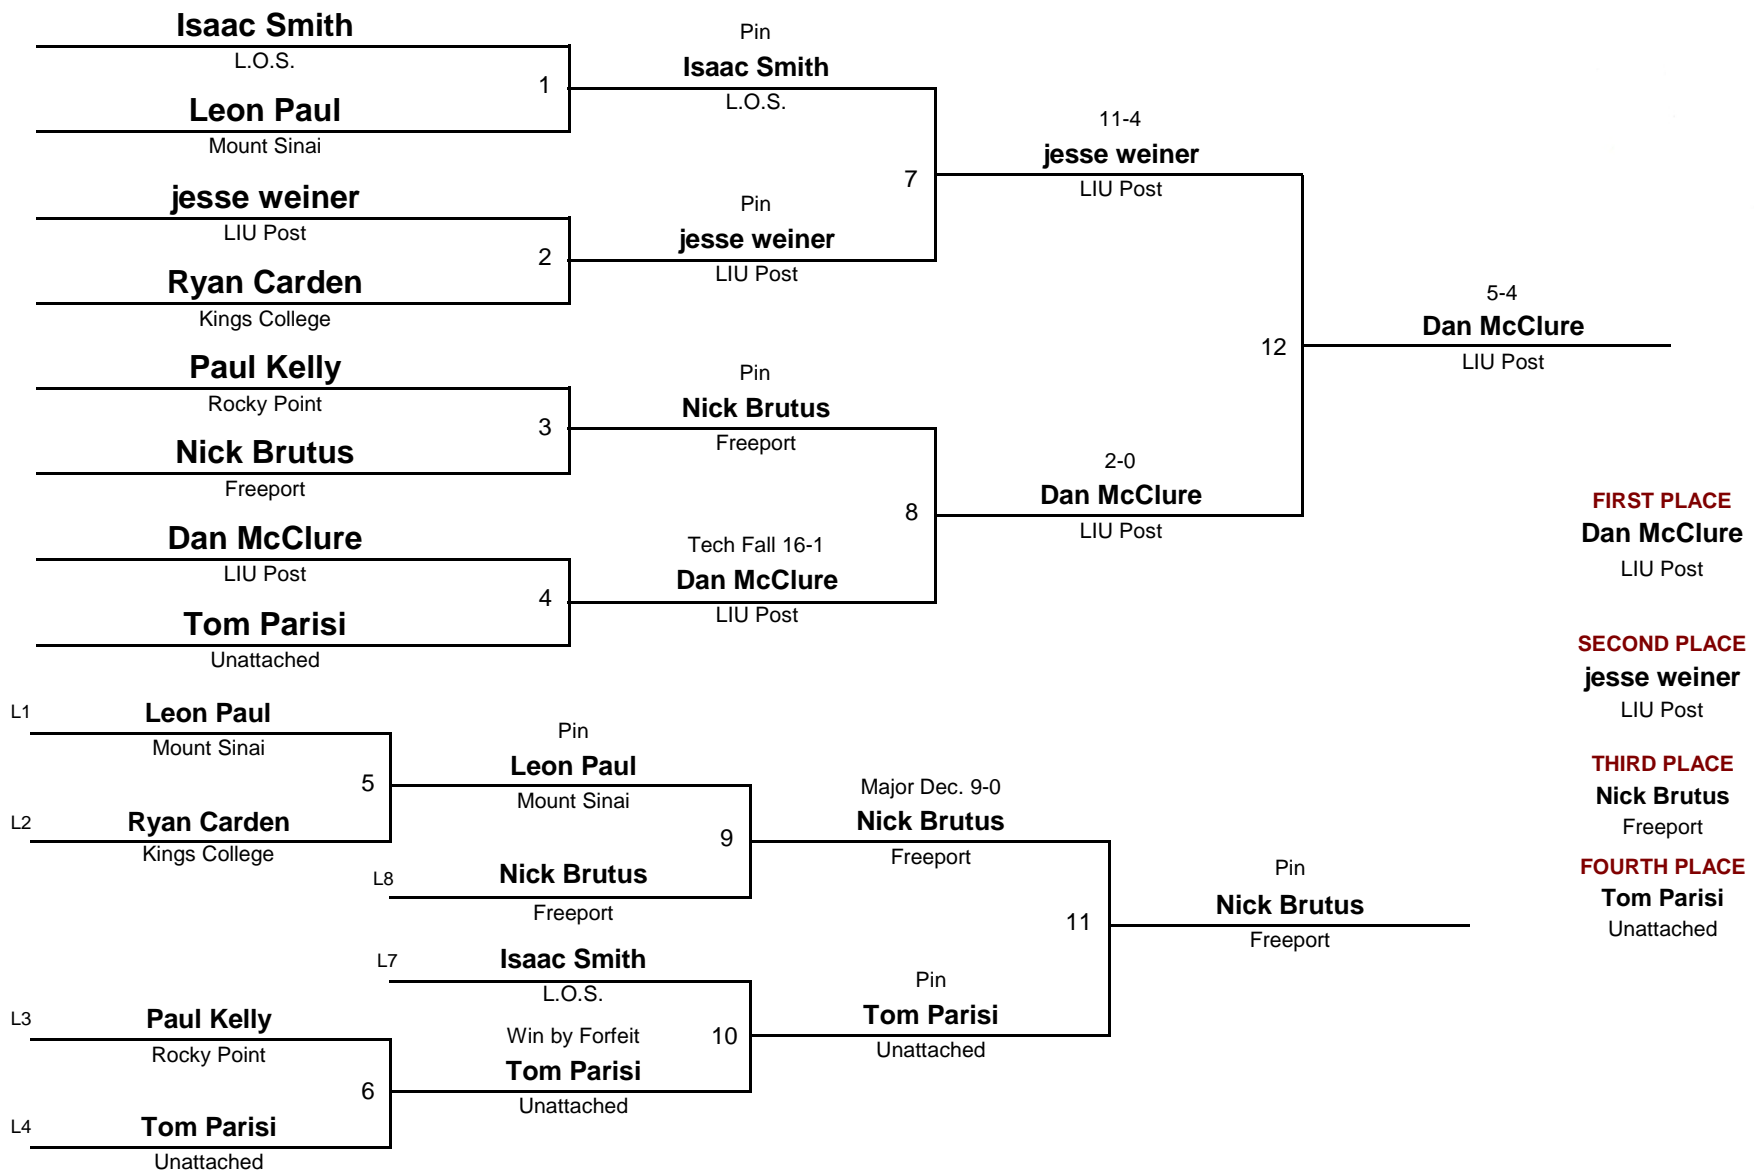 Isaac Smith
L.O.S.
1
Leon Paul
Mount Sinai
jesse weiner
LIU Post
2
Ryan Carden
Kings College
Paul Kelly
Rocky Point
3
Nick Brutus
Freeport
Dan McClure
LIU Post
4
Tom Parisi
Unattached
Pin
Isaac Smith
L.O.S.
7
Pin
jesse weiner
LIU Post
Pin
Nick Brutus
Freeport
8
Tech Fall 16-1
Dan McClure
LIU Post
11-4
jesse weiner
LIU Post
12
2-0
Dan McClure
LIU Post
5-4
Dan McClure
LIU Post
FIRST PLACE
Dan McClure
LIU Post
SECOND PLACE
jesse weiner
LIU Post
THIRD PLACE
Nick Brutus
Freeport
FOURTH PLACE
Tom Parisi
Unattached
L1
Leon Paul
Mount Sinai
5
L2
Ryan Carden
Kings College
L3
Paul Kelly
Rocky Point
6
L4
Tom Parisi
Unattached
Pin
Leon Paul
Mount Sinai
9
L8
Nick Brutus
Freeport
L7
Isaac Smith
L.O.S.
10
Win by Forfeit
Tom Parisi
Unattached
Major Dec. 9-0
Nick Brutus
Freeport
11
Pin
Tom Parisi
Unattached
Pin
Nick Brutus
Freeport